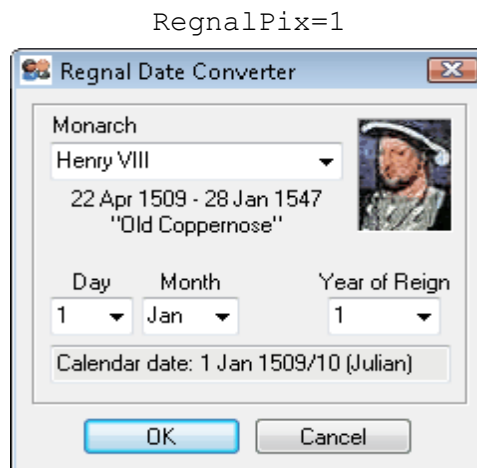 RegnalPix=1
Regnal Date Converter
Monarch
Henry VIII
22 Apr 1509 - 28 Jan 1547
"Old Coppernose"
Day Month Year of Reign
1 Jan 1
Calendar date: 1 Jan 1509/10 (Julian)
OK Cancel